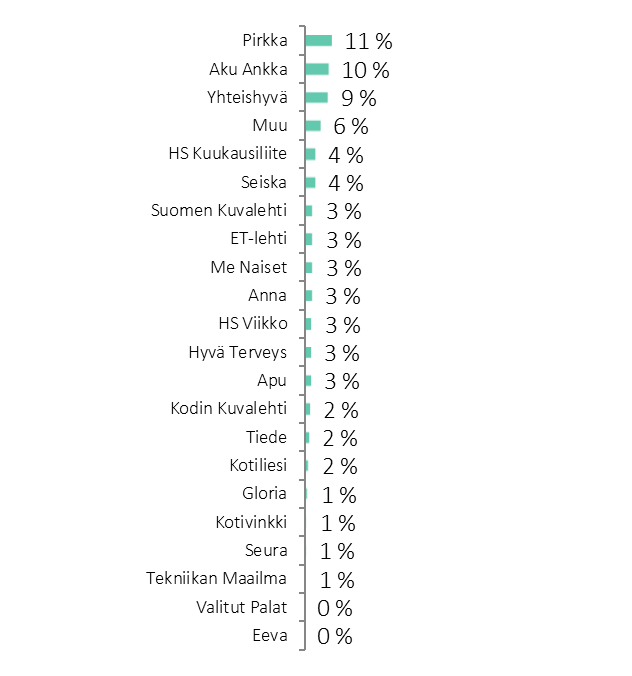 Pirkka 11 %
Aku Ankka 10 %
Yhteishyvä 9 %
Muu 6 %
HS Kuukausiliite 4 %
Seiska 4 %
Suomen Kuvalehti 3 %
ET-lehti 3 %
Me Naiset 3 %
Anna 3 %
HS Viikko 3 %
Hyvä Terveys 3 %
Apu 3 %
Kodin Kuvalehti 2 %
Tiede 2 %
Kotiliesi 2 %
Gloria 1 %
Kotivinkki 1 %
Seura 1 %
Tekniikan Maailma 1 %
Valitut Palat 0 %
Eeva 0 %